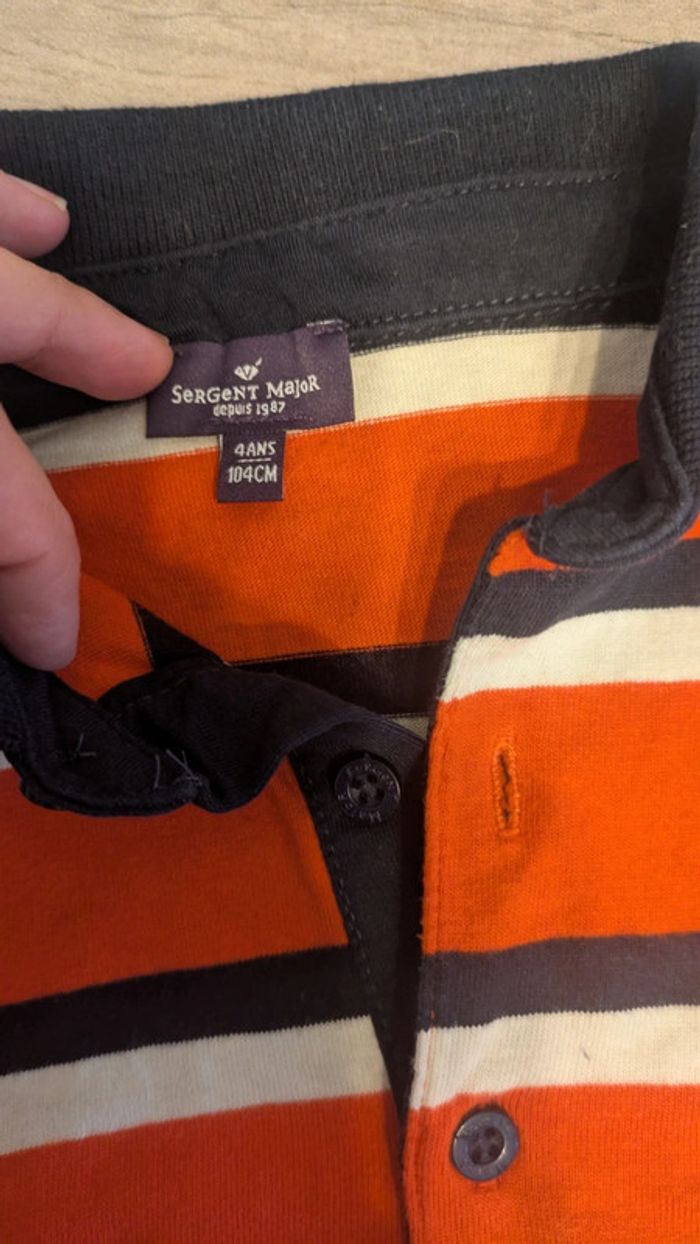 SERGENT MAJOR
depuis 1987
4ANS
104CM